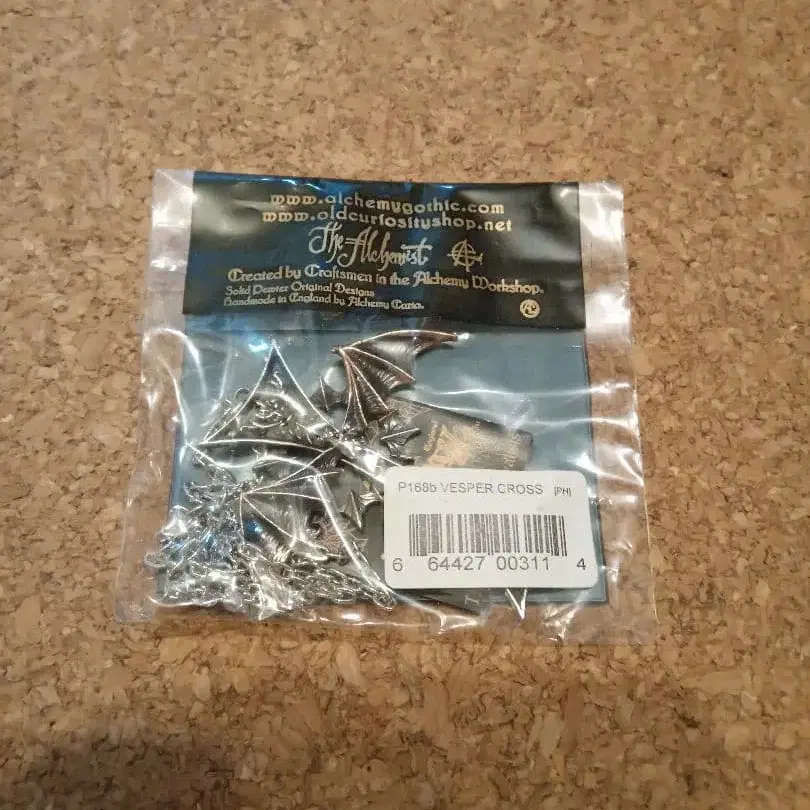 www.alchemygothic.com
www.oldcuriosityshop.net
The Alchemist
Created by Craftsmen in the Alchemy Workshop.
Solid Pewter Original Designs
Handmade in England by Alchemy Carta.
P168b VESPER CROSS [PH]
6 64427 00311 4